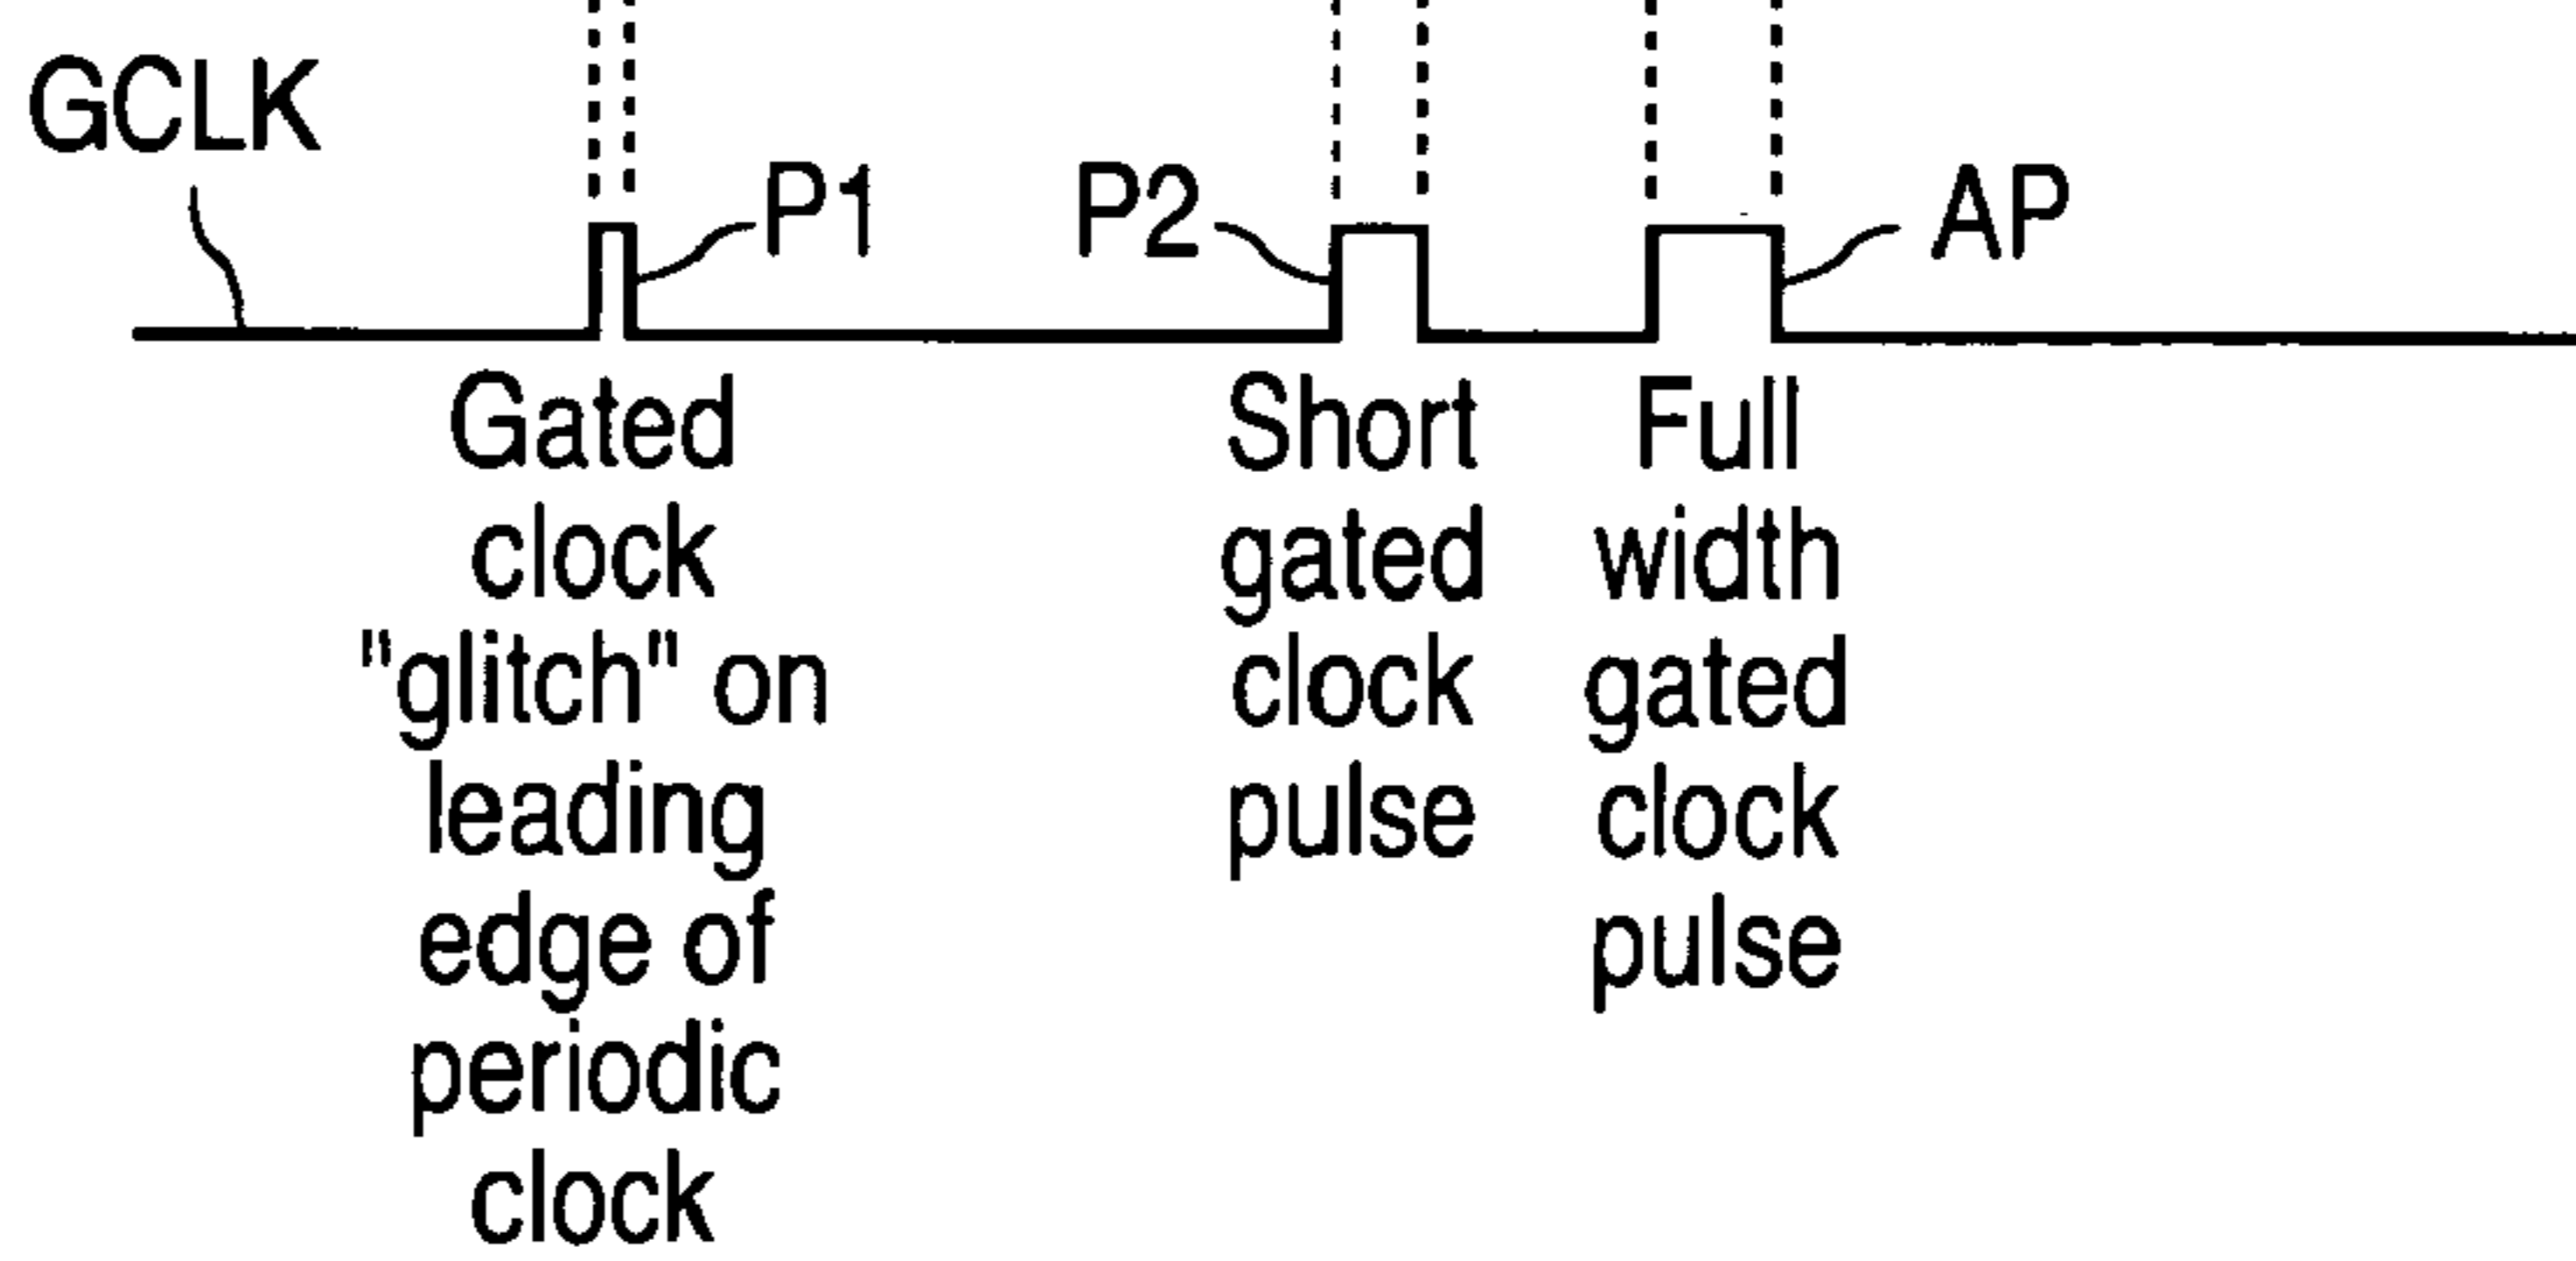 GCLK
P1
P2
AP
Gated
clock
"glitch" on
leading
edge of
periodic
clock
Short
gated
clock
pulse
Full
width
gated
clock
pulse